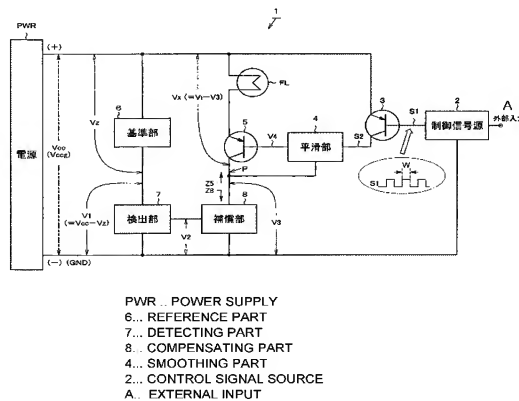 1
PWR
(+)
Vx (=V1-V3)
FL
Vcc
(Vccg)
Vz
6
基準部
5
V4
4
平滑部
S2
3
S1
2
制御信号源
A
外部入力
電源
P
Z5
Z8
W
S1
V1
(=Vcc-Vz)
7
検出部
V2
8
補償部
V3
(-) (GND)
PWR... POWER SUPPLY
6... REFERENCE PART
7... DETECTING PART
8... COMPENSATING PART
4... SMOOTHING PART
2... CONTROL SIGNAL SOURCE
A... EXTERNAL INPUT